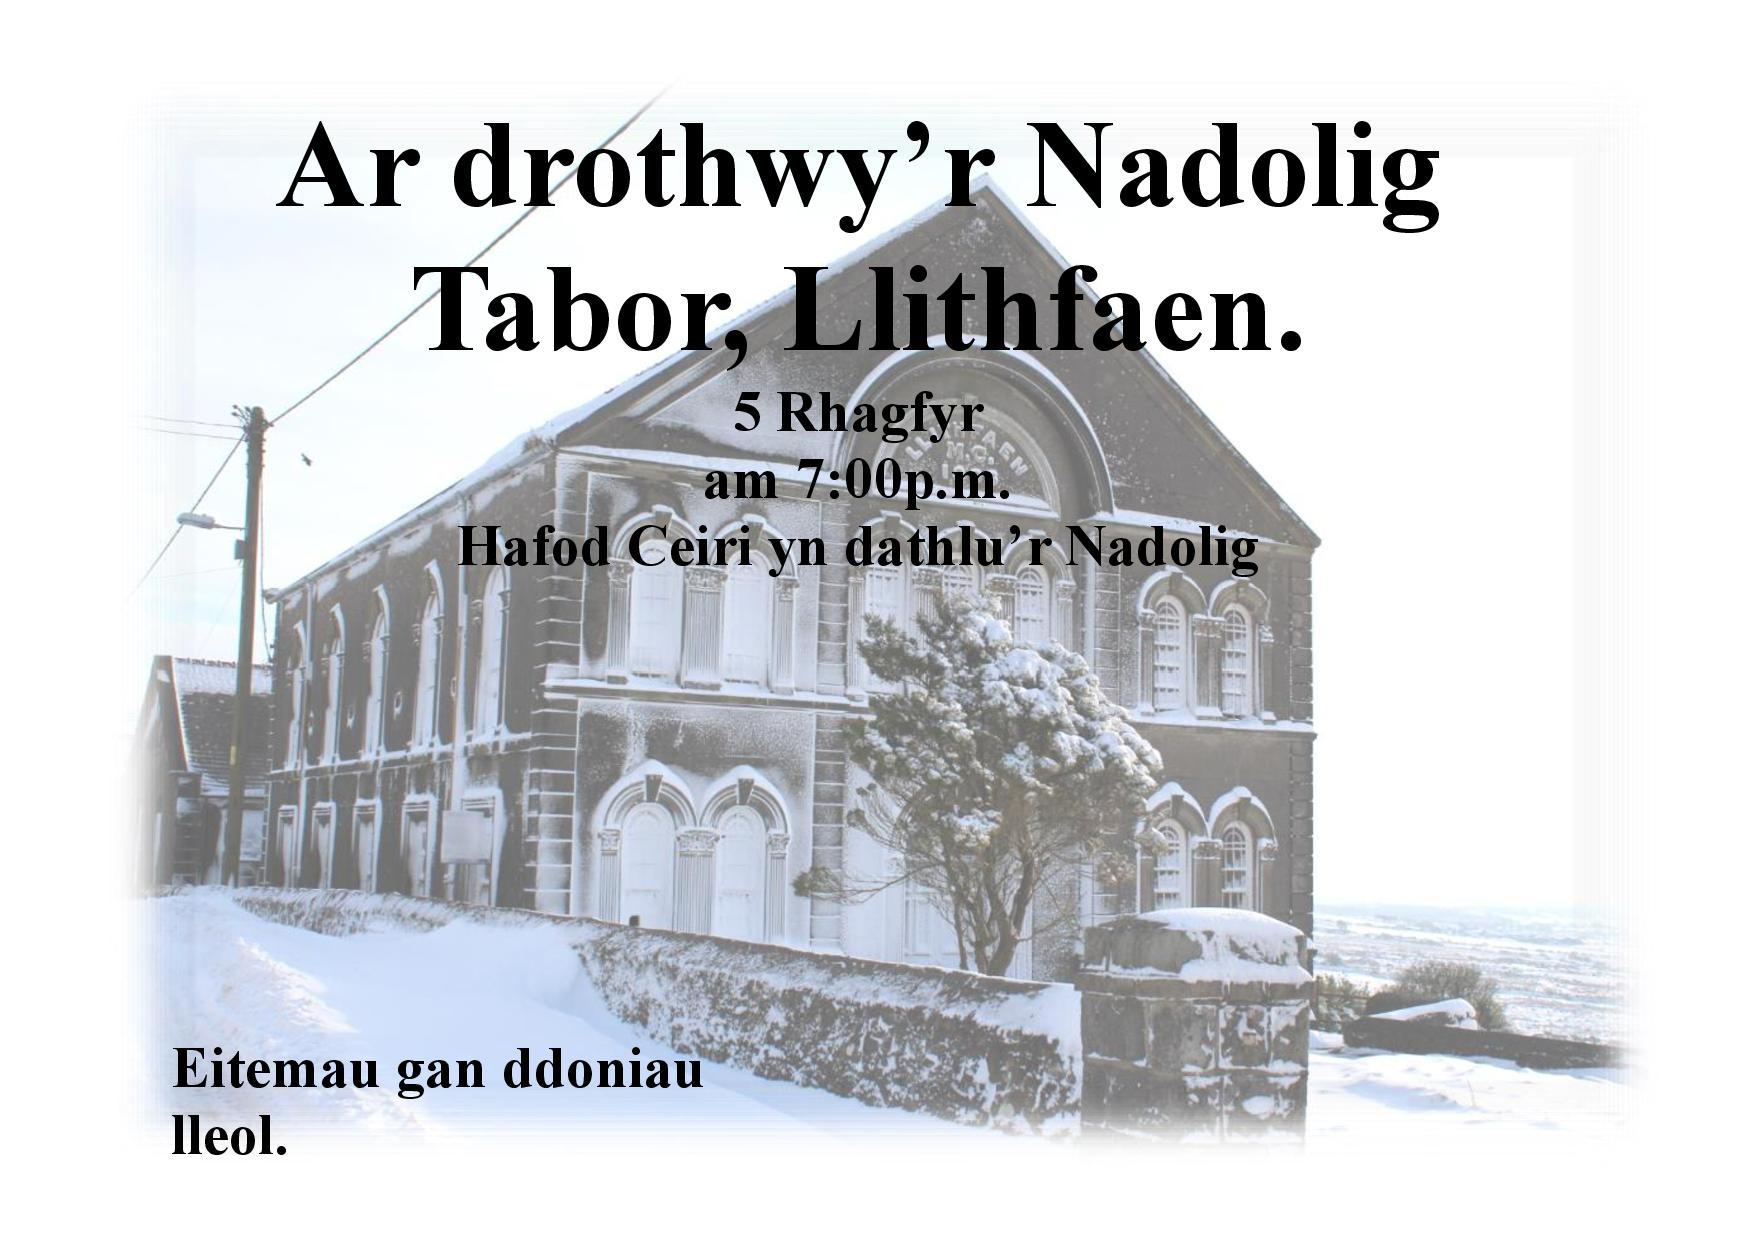 Ar drothwy’r Nadolig
Tabor, Llithfaen.
5 Rhagfyr
am 7:00p.m.
Hafod Ceiri yn dathlu’r Nadolig
LLITHFAEN
M.C.
Eitemau gan ddoniau
lleol.